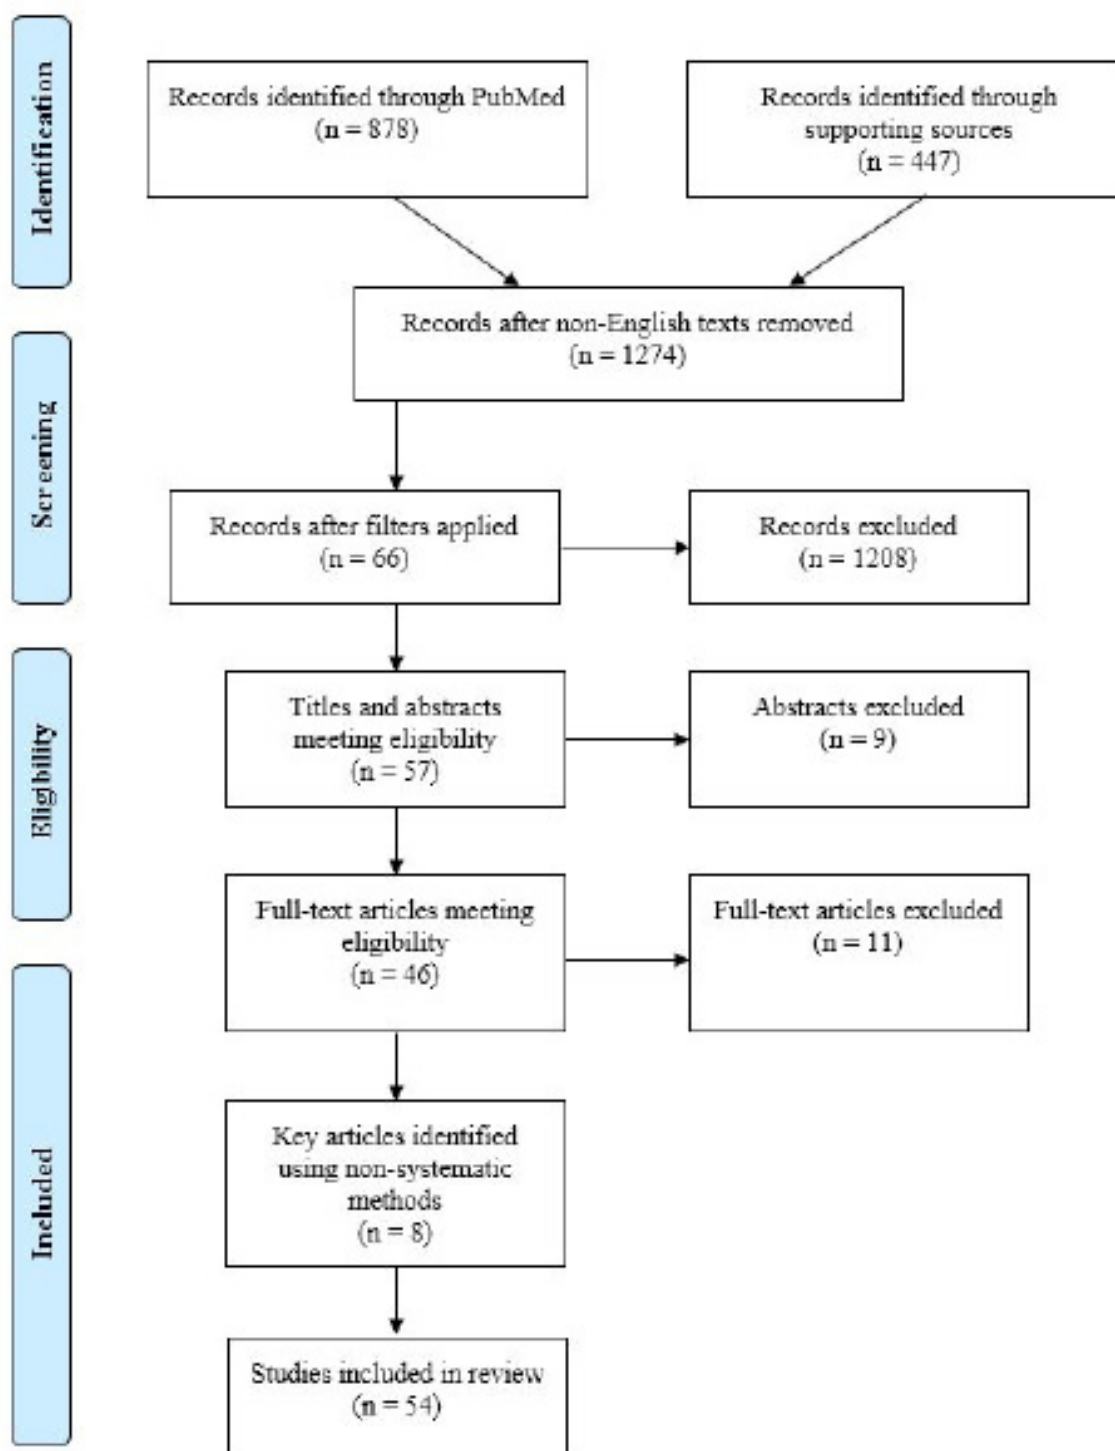 Identification
Records identified through PubMed
(n = 878)
Records identified through
supporting sources
(n = 447)
Records after non-English texts removed
(n = 1274)
Screening
Records after filters applied
(n = 66)
Records excluded
(n = 1208)
Eligibility
Titles and abstracts
meeting eligibility
(n = 57)
Abstracts excluded
(n = 9)
Full-text articles meeting
eligibility
(n = 46)
Full-text articles excluded
(n = 11)
Included
Key articles identified
using non-systematic
methods
(n = 8)
Studies included in review
(n = 54)